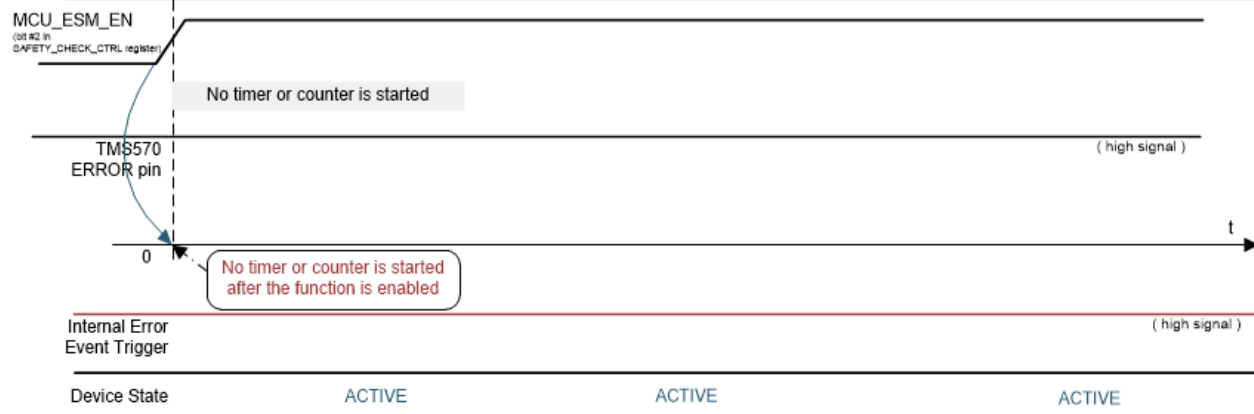 MCU_ESM_EN
(bit #2 in
SAFETY_CHECK_CTRL register)
No timer or counter is started
TMS570
ERROR pin
( high signal )
t
0
No timer or counter is started
after the function is enabled
Internal Error
Event Trigger
( high signal )
Device State
ACTIVE
ACTIVE
ACTIVE